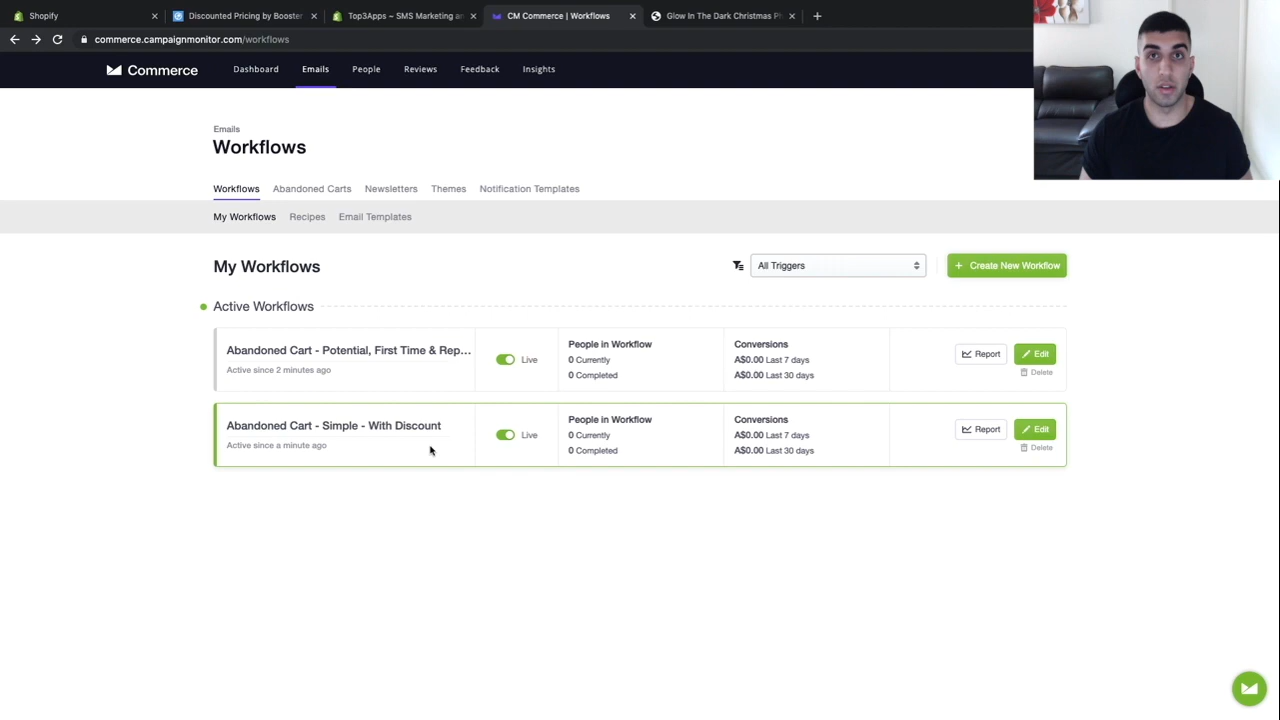 Shopify
Discounted Pricing by Booster
Top3Apps ~ SMS Marketing an
CM Commerce | Workflows
Glow In The Dark Christmas Pi
commerce.campaignmonitor.com/workflows
Commerce
Dashboard
Emails
People
Reviews
Feedback
Insights
Emails
Workflows
Workflows
Abandoned Carts
Newsletters
Themes
Notification Templates
My Workflows
Recipes
Email Templates
My Workflows
All Triggers
+ Create New Workflow
Active Workflows
Abandoned Cart - Potential, First Time & Rep...
Active since 2 minutes ago
Live
People in Workflow
0 Currently
0 Completed
Conversions
A$0.00 Last 7 days
A$0.00 Last 30 days
Report
Edit
Delete
Abandoned Cart - Simple - With Discount
Active since a minute ago
Live
People in Workflow
0 Currently
0 Completed
Conversions
A$0.00 Last 7 days
A$0.00 Last 30 days
Report
Edit
Delete